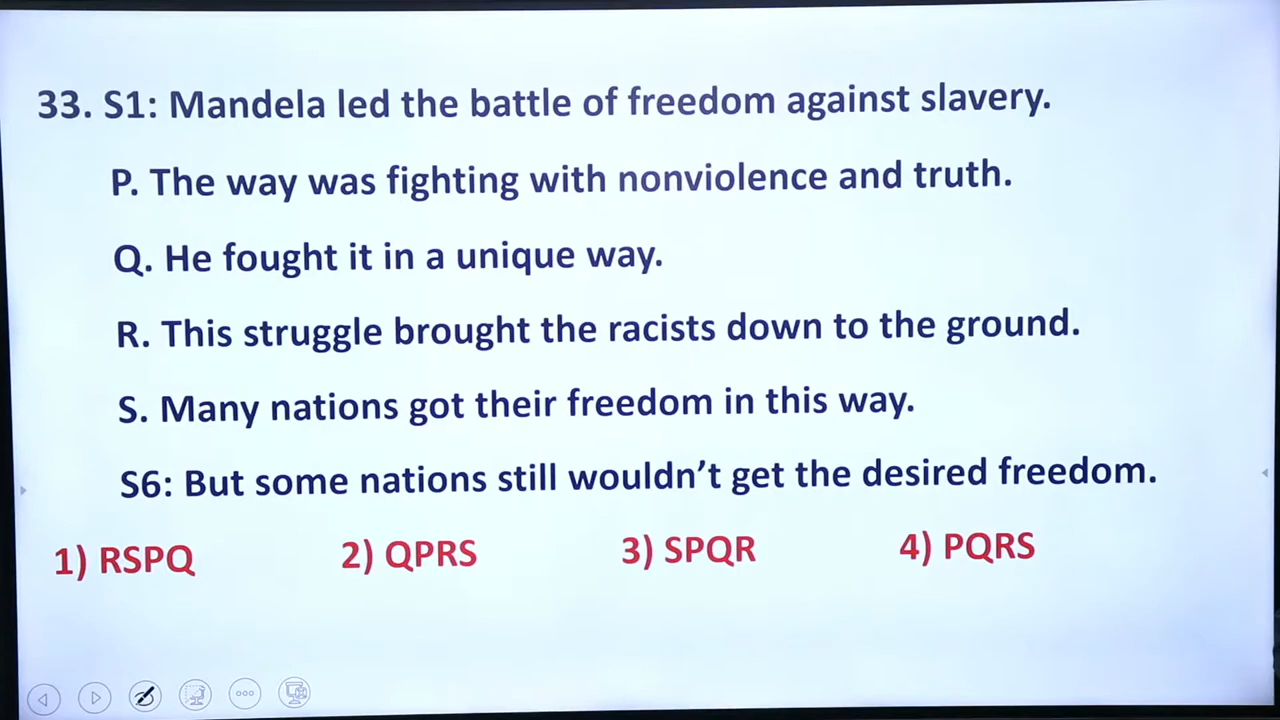 33. S1: Mandela led the battle of freedom against slavery.
P. The way was fighting with nonviolence and truth.
Q. He fought it in a unique way.
R. This struggle brought the racists down to the ground.
S. Many nations got their freedom in this way.
S6: But some nations still wouldn’t get the desired freedom.
1) RSPQ 2) QPRS 3) SPQR 4) PQRS